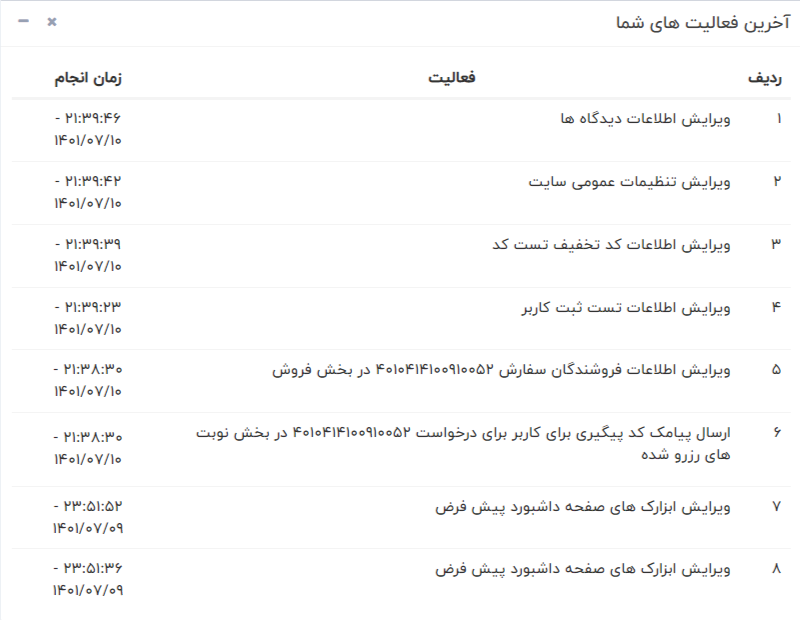 آخرین فعالیت های شما
ردیف فعالیت زمان انجام
۱ ویرایش اطلاعات دیدگاه ها ۲۱:۳۹:۴۶ -
۱۴۰۱/۰۷/۱۰
۲ ویرایش تنظیمات عمومی سایت ۲۱:۳۹:۴۲ -
۱۴۰۱/۰۷/۱۰
۳ ویرایش اطلاعات کد تخفیف تست کد ۲۱:۳۹:۳۹ -
۱۴۰۱/۰۷/۱۰
۴ ویرایش اطلاعات تست ثبت کاربر ۲۱:۳۹:۲۳ -
۱۴۰۱/۰۷/۱۰
۵ ویرایش اطلاعات فروشندگان سفارش ۴۰۱۰۴۱۴۱۰۰۹۱۰۰۵۲ در بخش فروش ۲۱:۳۸:۳۰ -
۱۴۰۱/۰۷/۱۰
۶ ارسال پیامک کد پیگیری برای کاربر برای درخواست ۴۰۱۰۴۱۴۱۰۰۹۱۰۰۵۲ در بخش نوبت
های رزرو شده
۲۱:۳۸:۳۰ -
۱۴۰۱/۰۷/۱۰
۷ ویرایش ابزارک های صفحه داشبورد پیش فرض ۲۳:۵۱:۵۲ -
۱۴۰۱/۰۷/۰۹
۸ ویرایش ابزارک های صفحه داشبورد پیش فرض ۲۳:۵۱:۳۶ -
۱۴۰۱/۰۷/۰۹